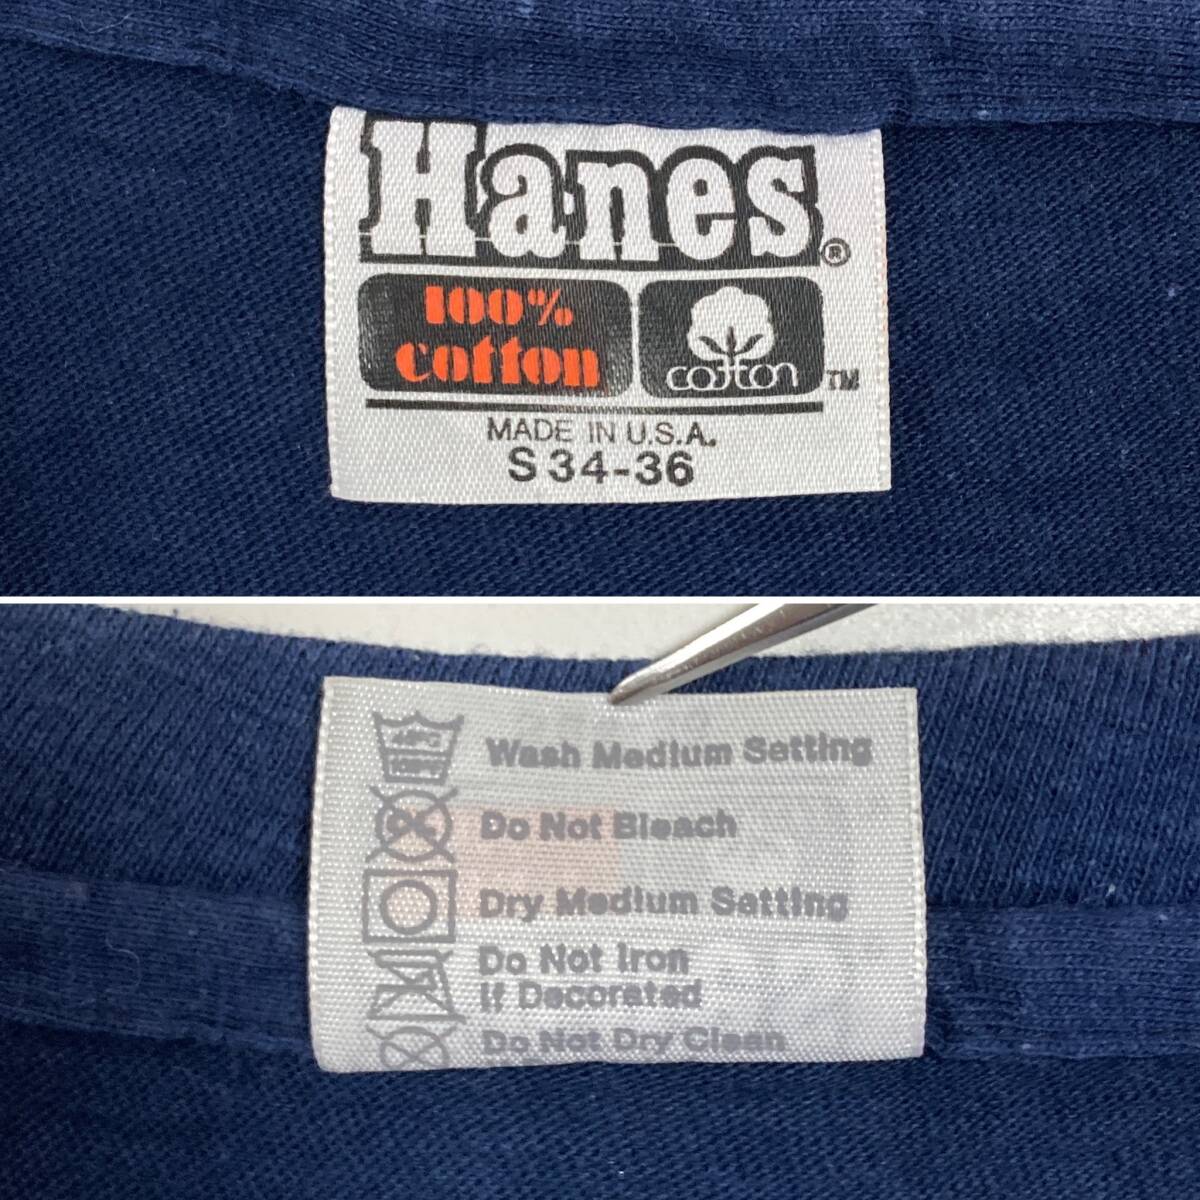 Hanes®
100%
cotton
cotton TM
MADE IN U.S.A.
S 34-36
Wash Medium Setting
Do Not Bleach
Dry Medium Setting
Do Not Iron
If Decorated
Do Not Dry Clean